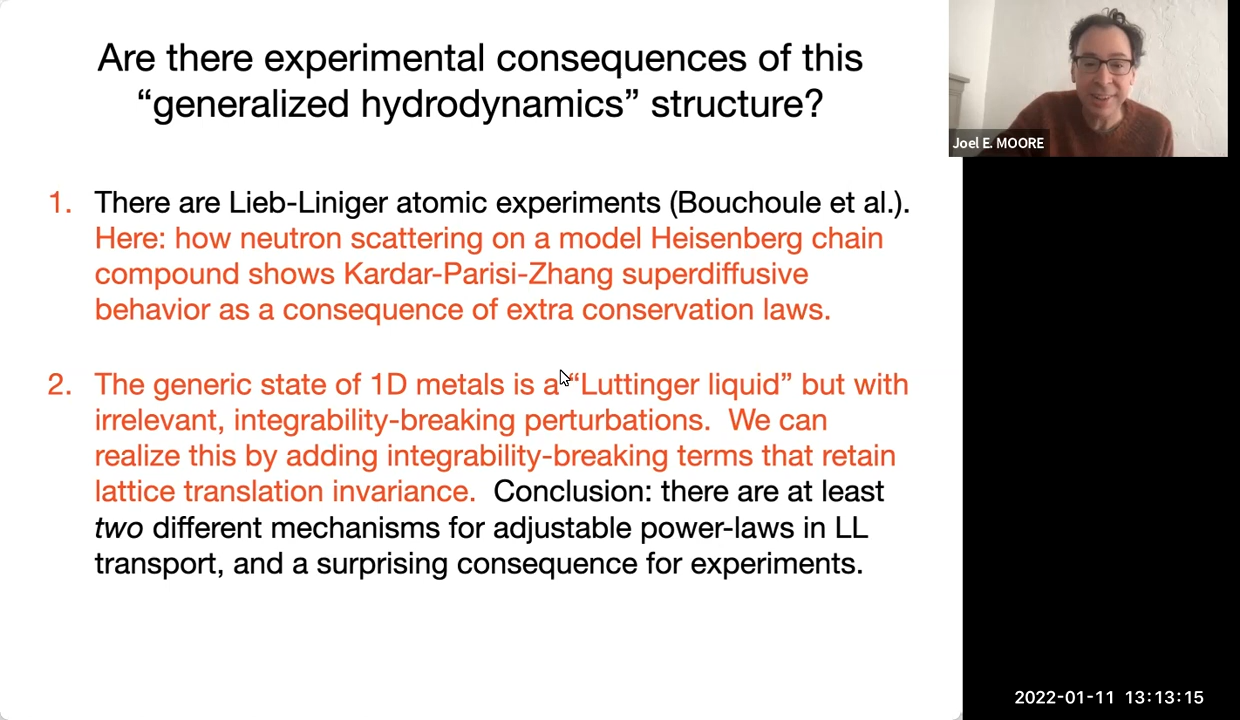 Are there experimental consequences of this
“generalized hydrodynamics” structure?
1. There are Lieb-Liniger atomic experiments (Bouchoule et al.).
Here: how neutron scattering on a model Heisenberg chain
compound shows Kardar-Parisi-Zhang superdiffusive
behavior as a consequence of extra conservation laws.
2. The generic state of 1D metals is a “Luttinger liquid” but with
irrelevant, integrability-breaking perturbations. We can
realize this by adding integrability-breaking terms that retain
lattice translation invariance. Conclusion: there are at least
two different mechanisms for adjustable power-laws in LL
transport, and a surprising consequence for experiments.
Joel E. MOORE
2022-01-11 13:13:15